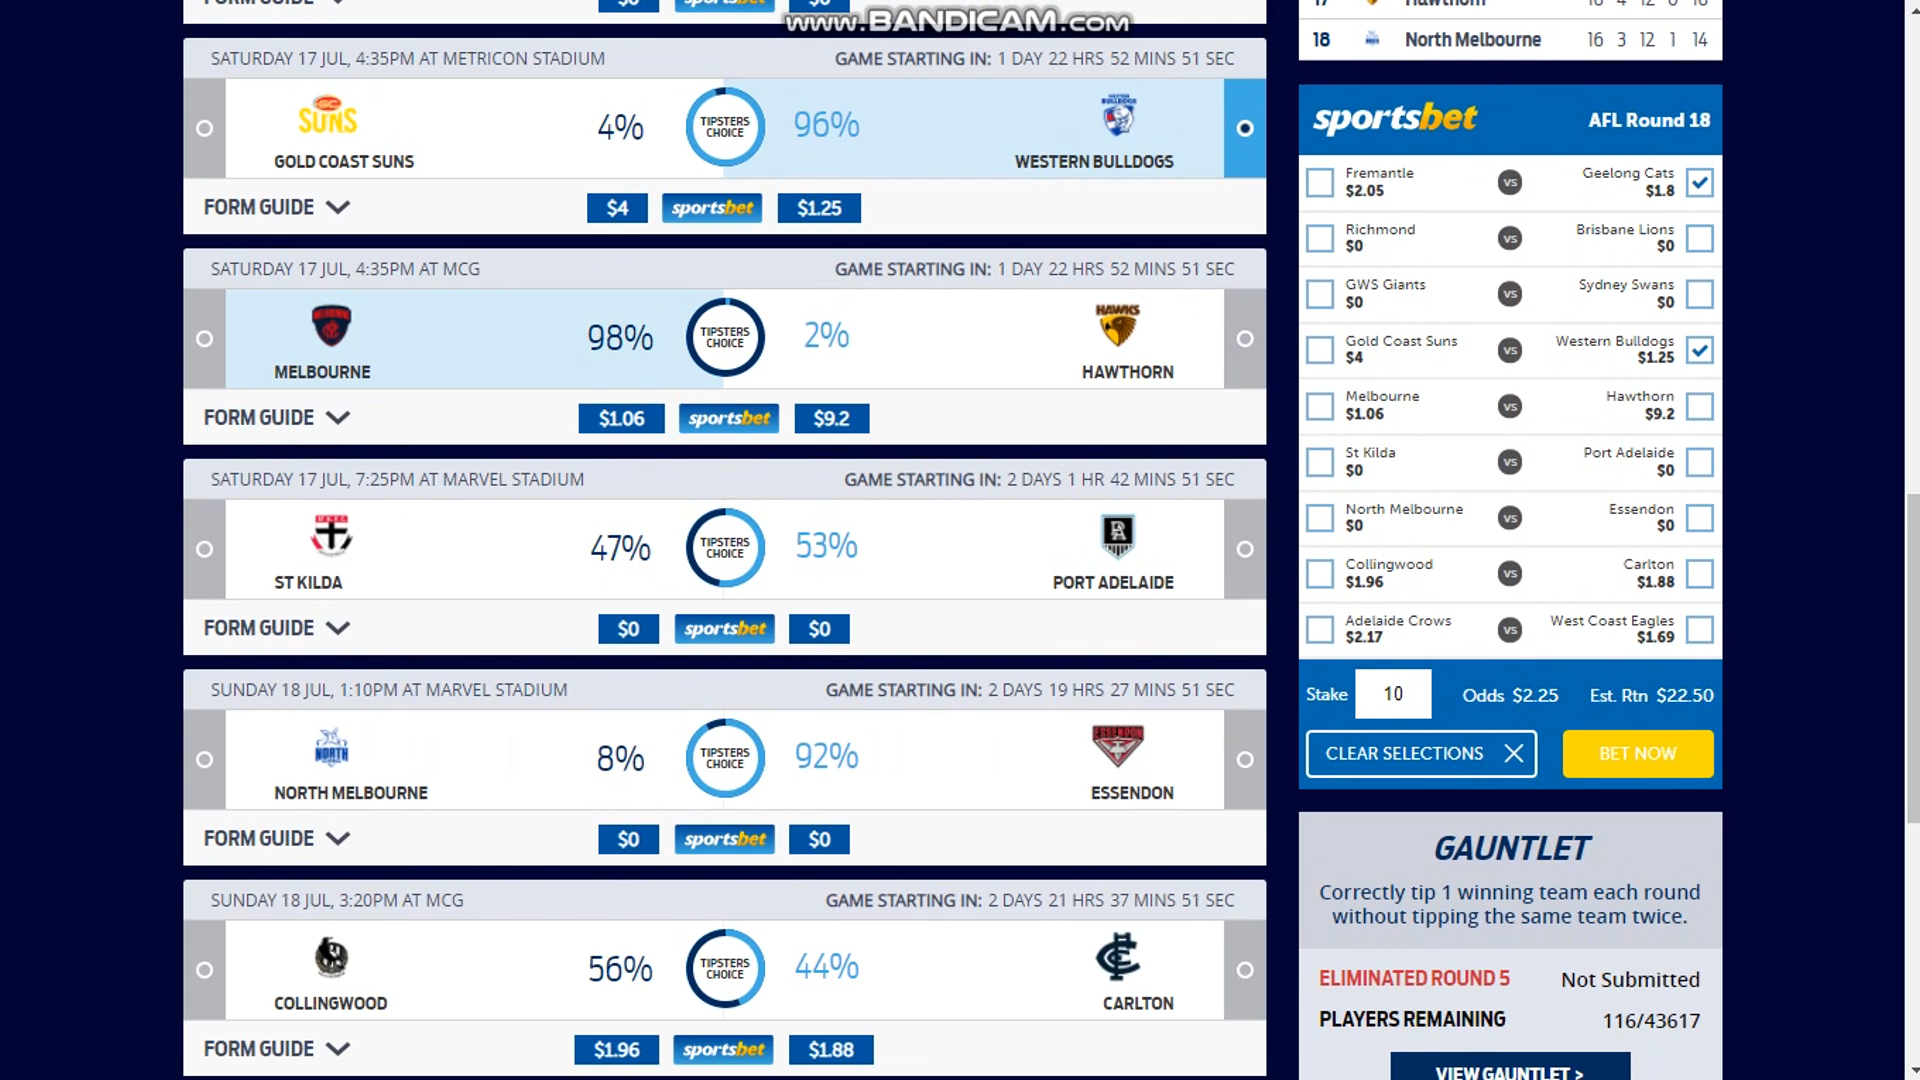 www.BANDICAM.com
FORM GUIDE
$0 sportsbet $0
SATURDAY 17 JUL, 4:35PM AT METRICON STADIUM GAME STARTING IN: 1 DAY 22 HRS 52 MINS 51 SEC
SUNS
4% TIPSTERS CHOICE 96%
GOLD COAST SUNS WESTERN BULLDOGS
FORM GUIDE $4 sportsbet $1.25
SATURDAY 17 JUL, 4:35PM AT MCG GAME STARTING IN: 1 DAY 22 HRS 52 MINS 51 SEC
HAWKS
98% TIPSTERS CHOICE 2%
MELBOURNE HAWTHORN
FORM GUIDE $1.06 sportsbet $9.2
SATURDAY 17 JUL, 7:25PM AT MARVEL STADIUM GAME STARTING IN: 2 DAYS 1 HR 42 MINS 51 SEC
47% TIPSTERS CHOICE 53%
ST KILDA PORT ADELAIDE
FORM GUIDE $0 sportsbet $0
SUNDAY 18 JUL, 1:10PM AT MARVEL STADIUM GAME STARTING IN: 2 DAYS 19 HRS 27 MINS 51 SEC
NORTH ESSENDON
8% TIPSTERS CHOICE 92%
NORTH MELBOURNE ESSENDON
FORM GUIDE $0 sportsbet $0
SUNDAY 18 JUL, 3:20PM AT MCG GAME STARTING IN: 2 DAYS 21 HRS 37 MINS 51 SEC
56% TIPSTERS CHOICE 44%
COLLINGWOOD CARLTON
FORM GUIDE $1.96 sportsbet $1.88
17 Hawthorn
18 North Melbourne 16 3 12 1 14
sportsbet AFL Round 18
Fremantle vs Geelong Cats
$2.05 $1.8
Richmond vs Brisbane Lions
$0 $0
GWS Giants vs Sydney Swans
$0 $0
Gold Coast Suns vs Western Bulldogs
$4 $1.25
Melbourne vs Hawthorn
$1.06 $9.2
St Kilda vs Port Adelaide
$0 $0
North Melbourne vs Essendon
$0 $0
Collingwood vs Carlton
$1.96 $1.88
Adelaide Crows vs West Coast Eagles
$2.17 $1.69
Stake 10 Odds $2.25 Est. Rtn $22.50
CLEAR SELECTIONS BET NOW
GAUNTLET
Correctly tip 1 winning team each round
without tipping the same team twice.
ELIMINATED ROUND 5 Not Submitted
PLAYERS REMAINING 116/43617
VIEW GAUNTLET >